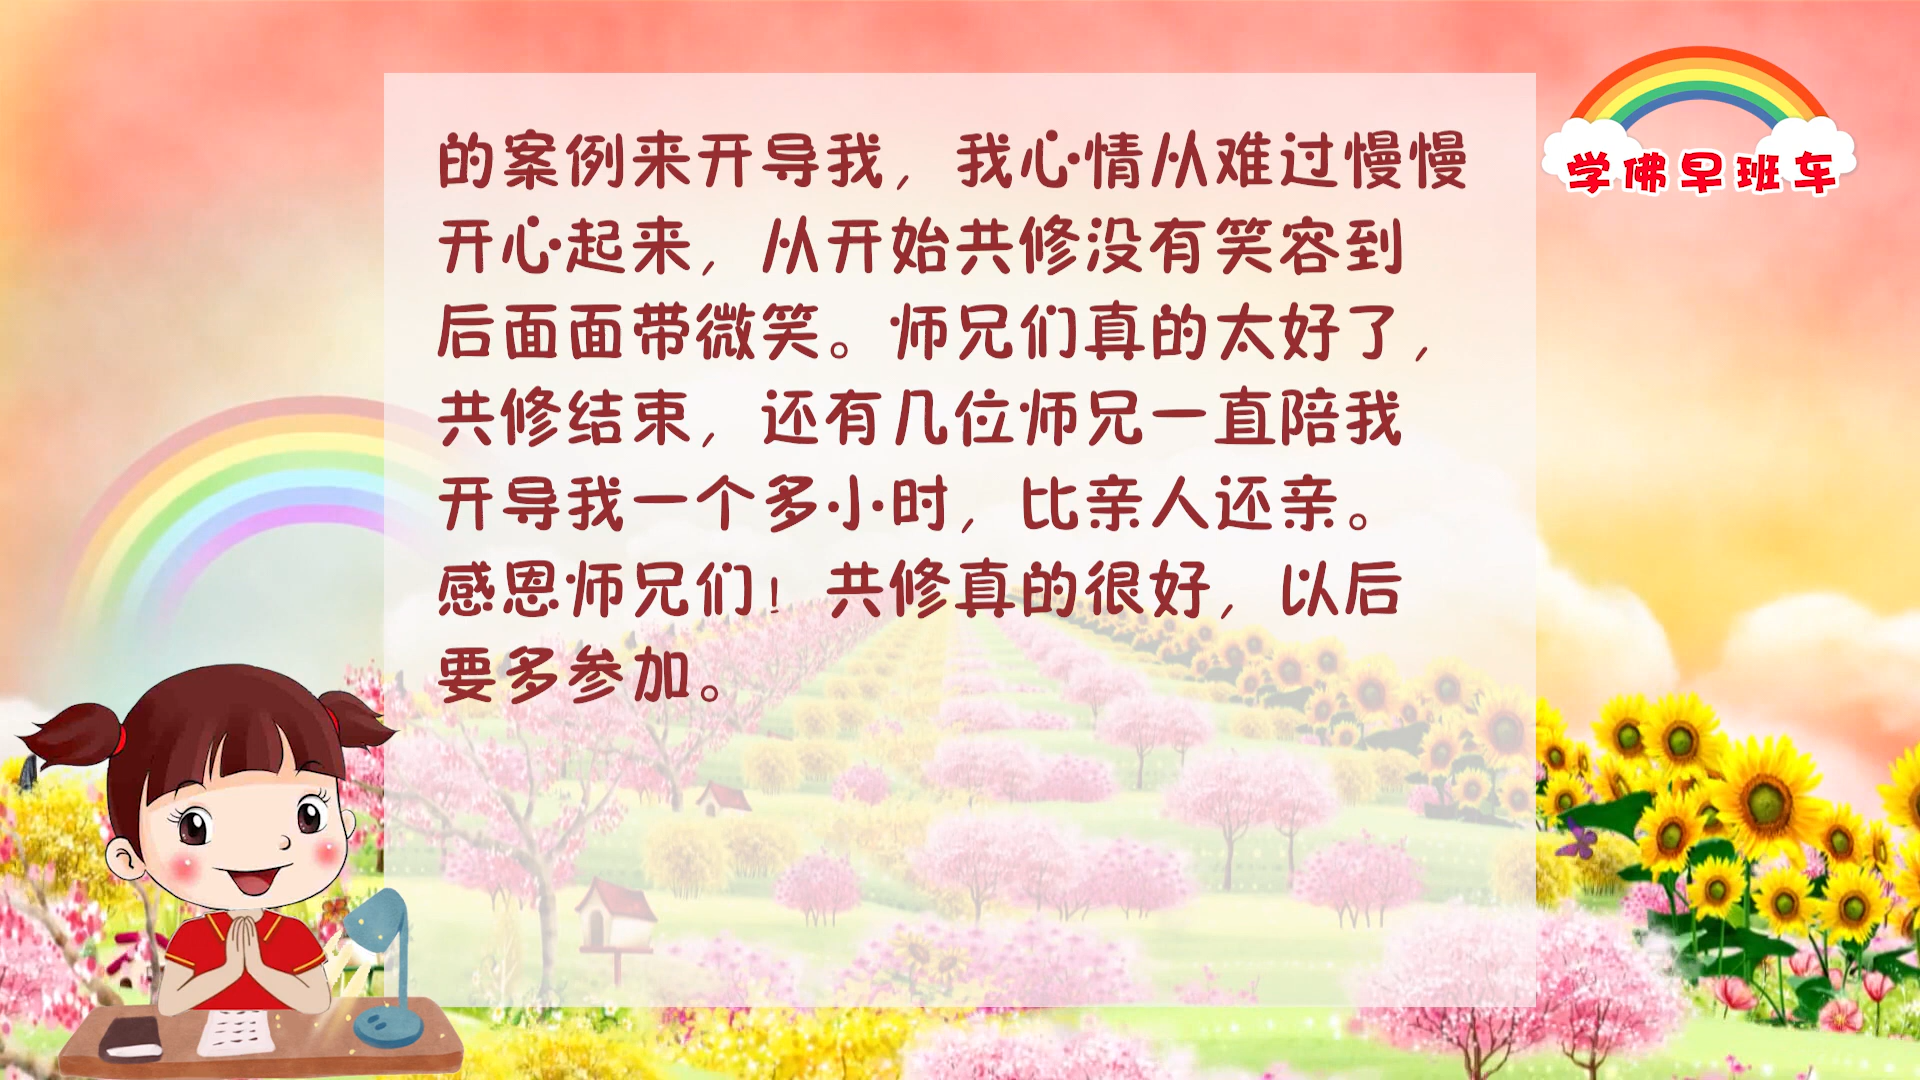 的案例来开导我，我心情从难过慢慢
开心起来，从开始共修没有笑容到
后面面带微笑。师兄们真的太好了，
共修结束，还有几位师兄一直陪我
开导我一个多小时，比亲人还亲。
感恩师兄们！共修真的很好，以后
要多参加。
学佛早班车